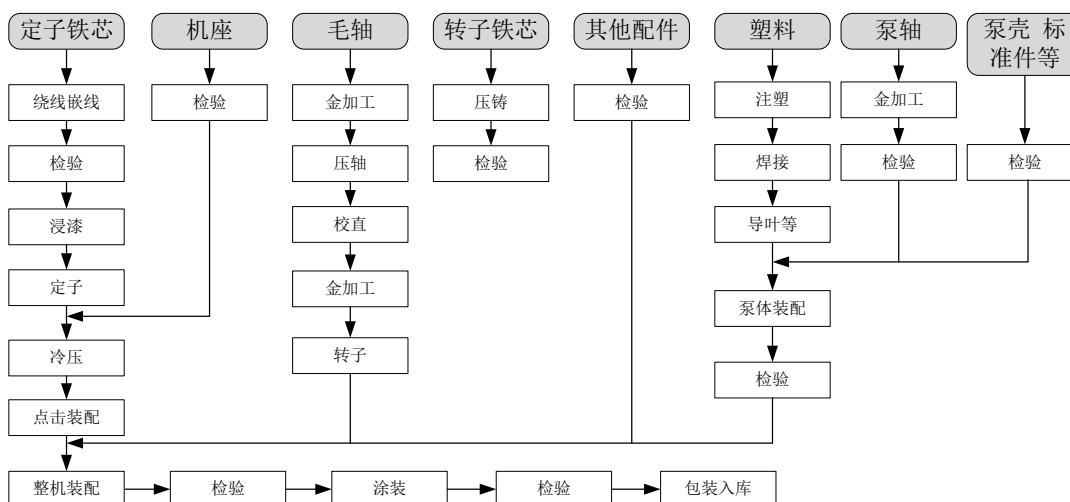 定子铁芯
机座
毛轴
转子铁芯
其他配件
塑料
泵轴
泵壳 标
准件等
绕线嵌线
检验
金加工
压铸
检验
注塑
金加工
检验
压轴
检验
焊接
检验
检验
浸漆
校直
导叶等
定子
金加工
泵体装配
冷压
转子
检验
点击装配
整机装配
检验
涂装
检验
包装入库